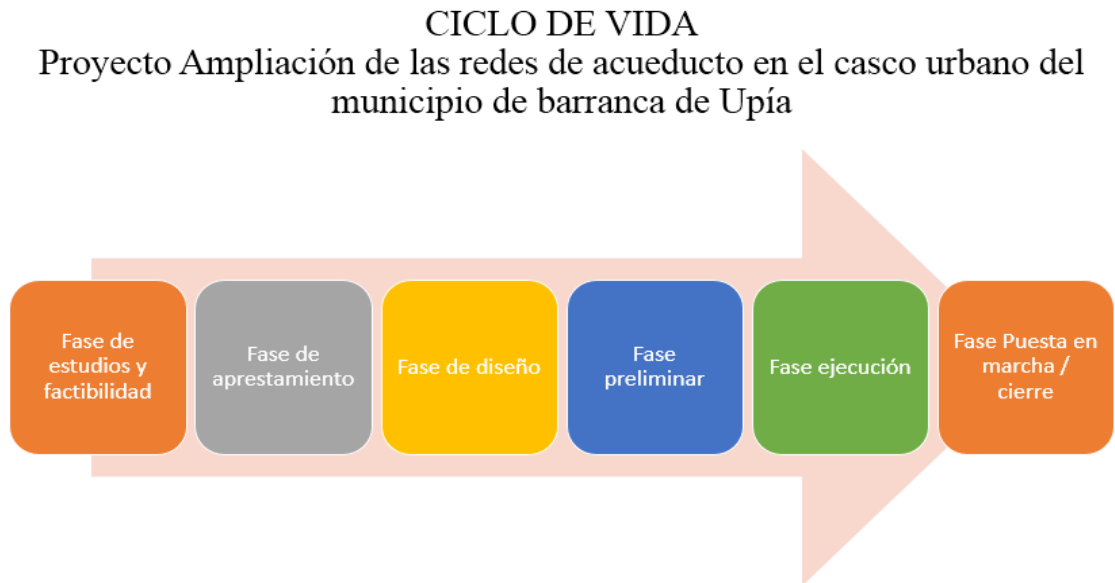 CICLO DE VIDA
Proyecto Ampliación de las redes de acueducto en el casco urbano del
municipio de barranca de Upía
Fase de
estudios y
factibilidad
Fase de
aprestamiento
Fase de diseño
Fase
preliminar
Fase ejecución
Fase Puesta en
marcha /
cierre